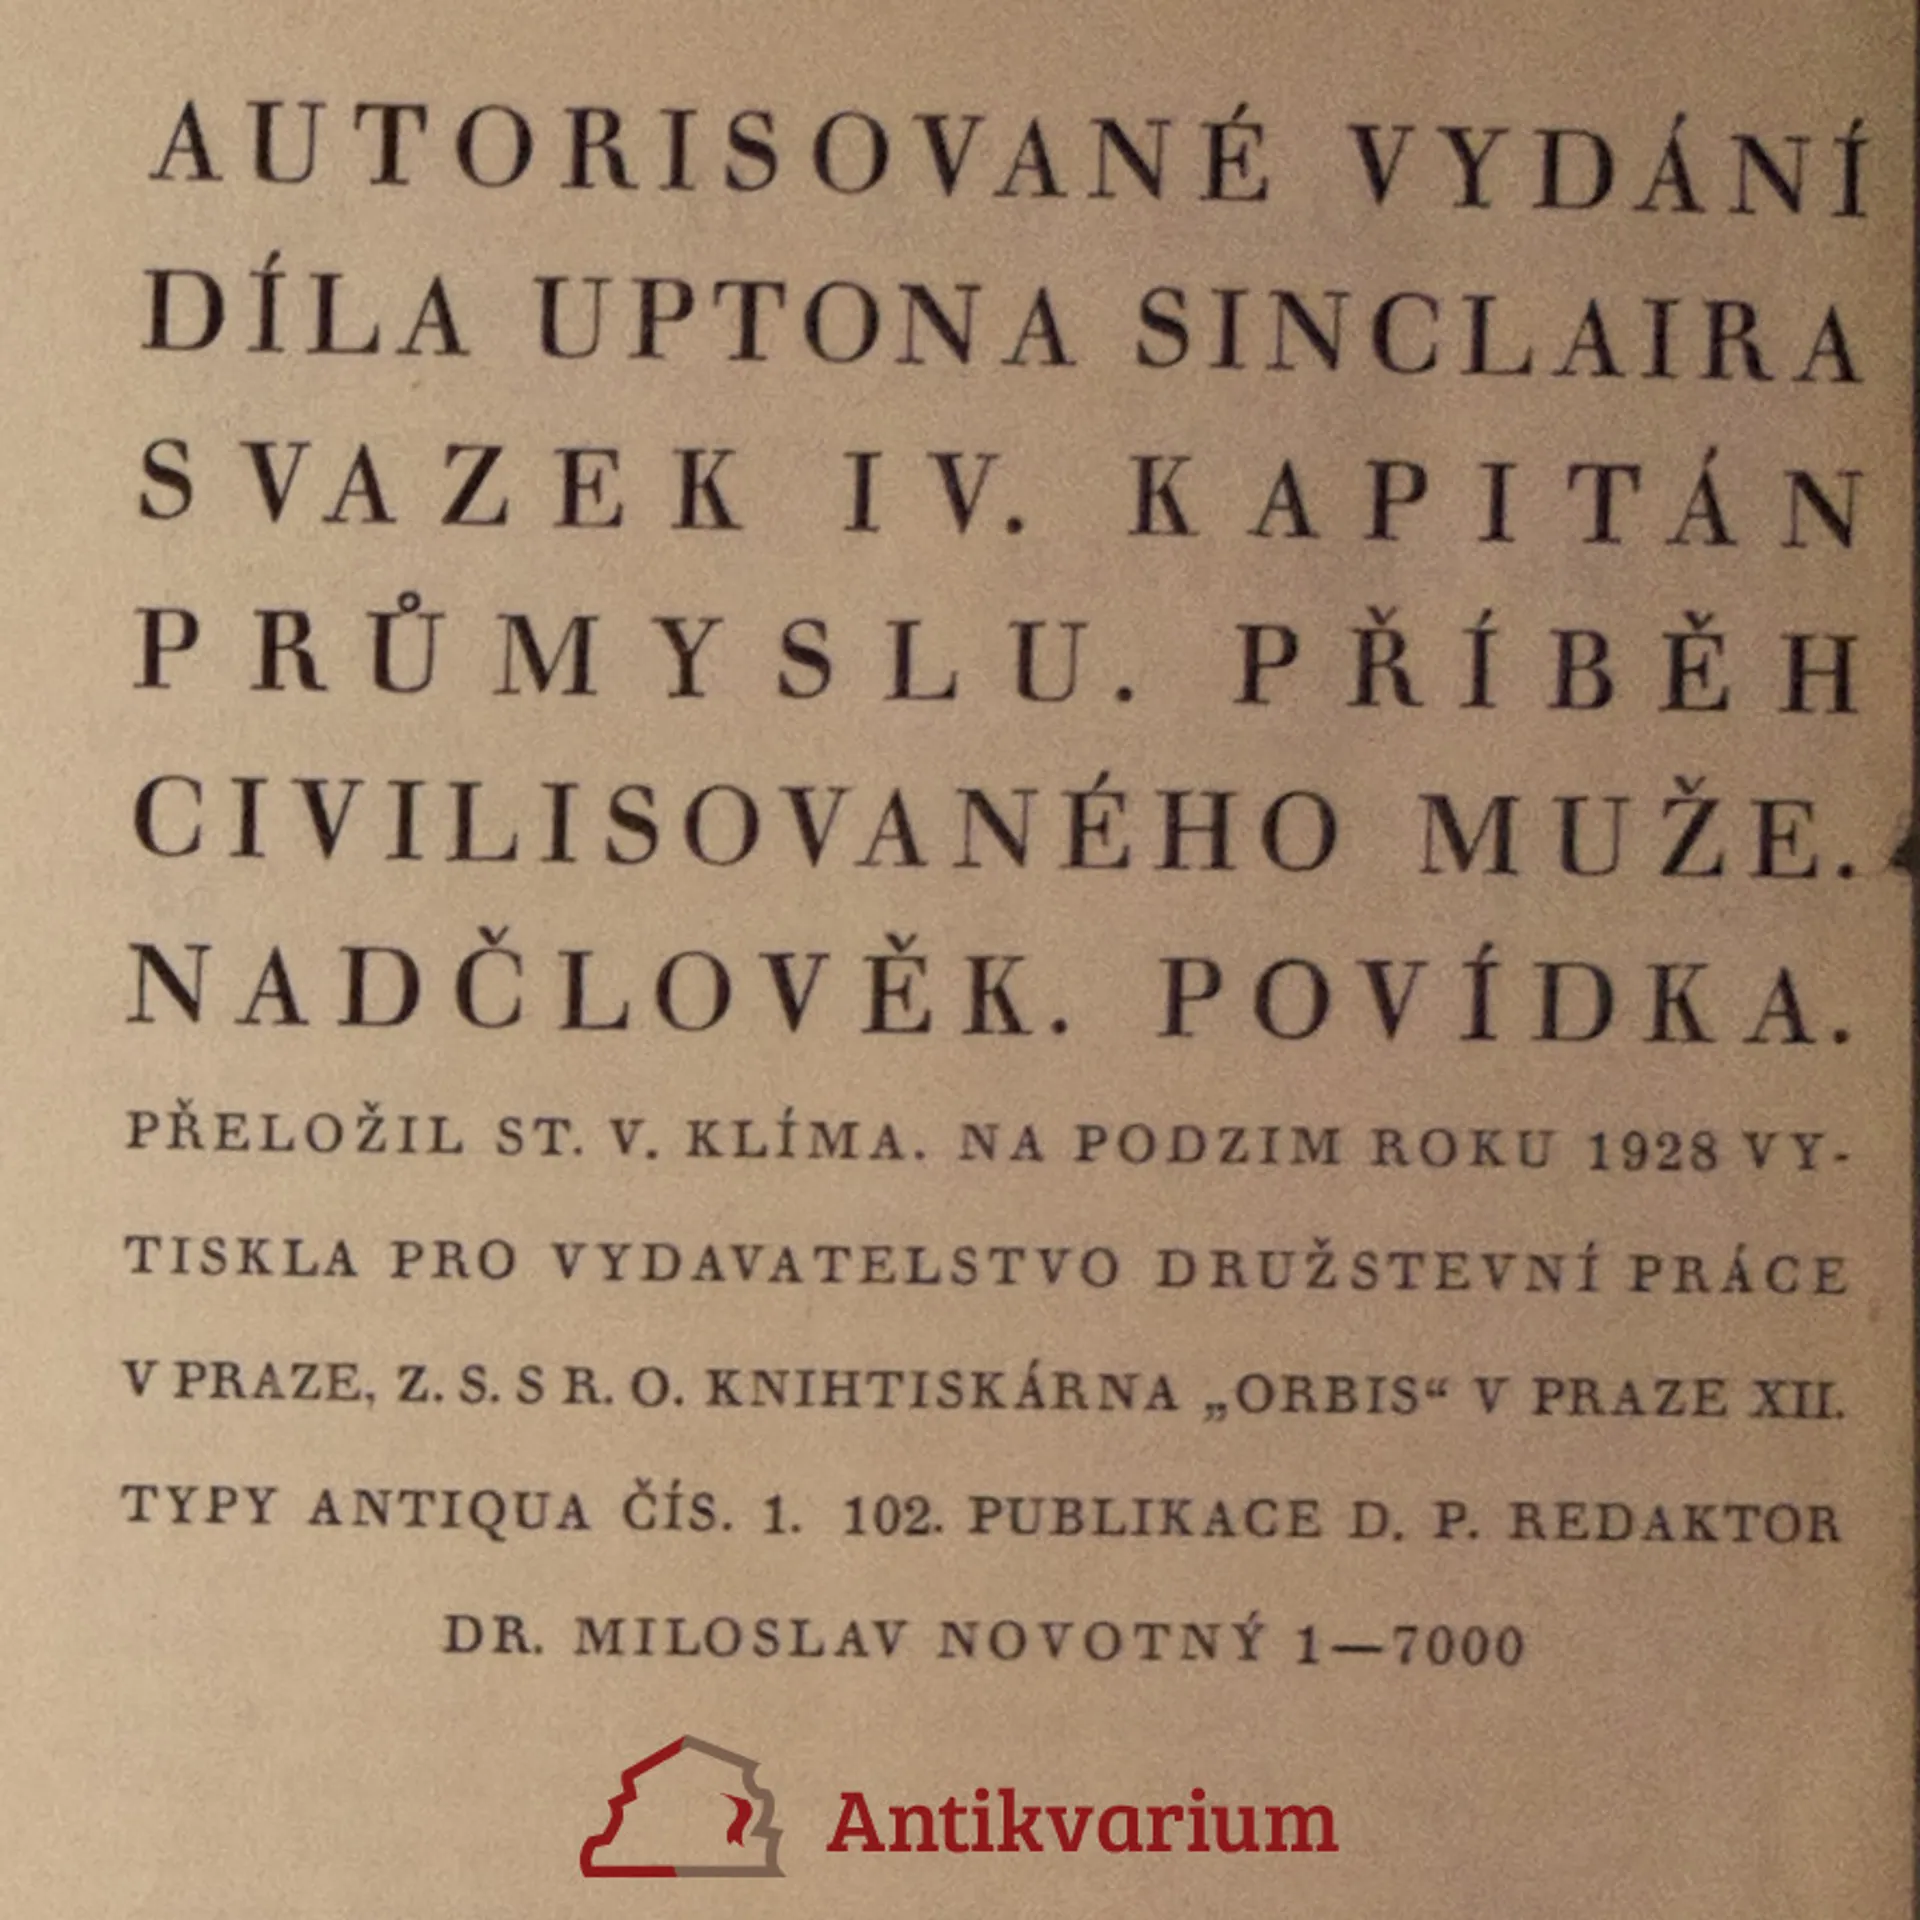 AUTORISOVANÉ VYDÁNÍ
DÍLA UPTONA SINCLAIRA
SVAZEK IV. KAPITÁN
PRŮMYSLU. PŘÍBĚH
CIVILISOVANÉHO MUŽE.
NADČLOVĚK. POVÍDKA.
PŘELOŽIL ST. V. KLÍMA. NA PODZIM ROKU 1928 VY-
TISKLA PRO VYDAVATELSTVO DRUŽSTEVNÍ PRÁCE
V PRAZE, Z. S. S R. O. KNIHTISKÁRNA „ORBIS“ V PRAZE XII.
TYPY ANTIQUA ČÍS. 1. 102. PUBLIKACE D. P. REDAKTOR
DR. MILOSLAV NOVOTNÝ 1—7000
Antikvarium